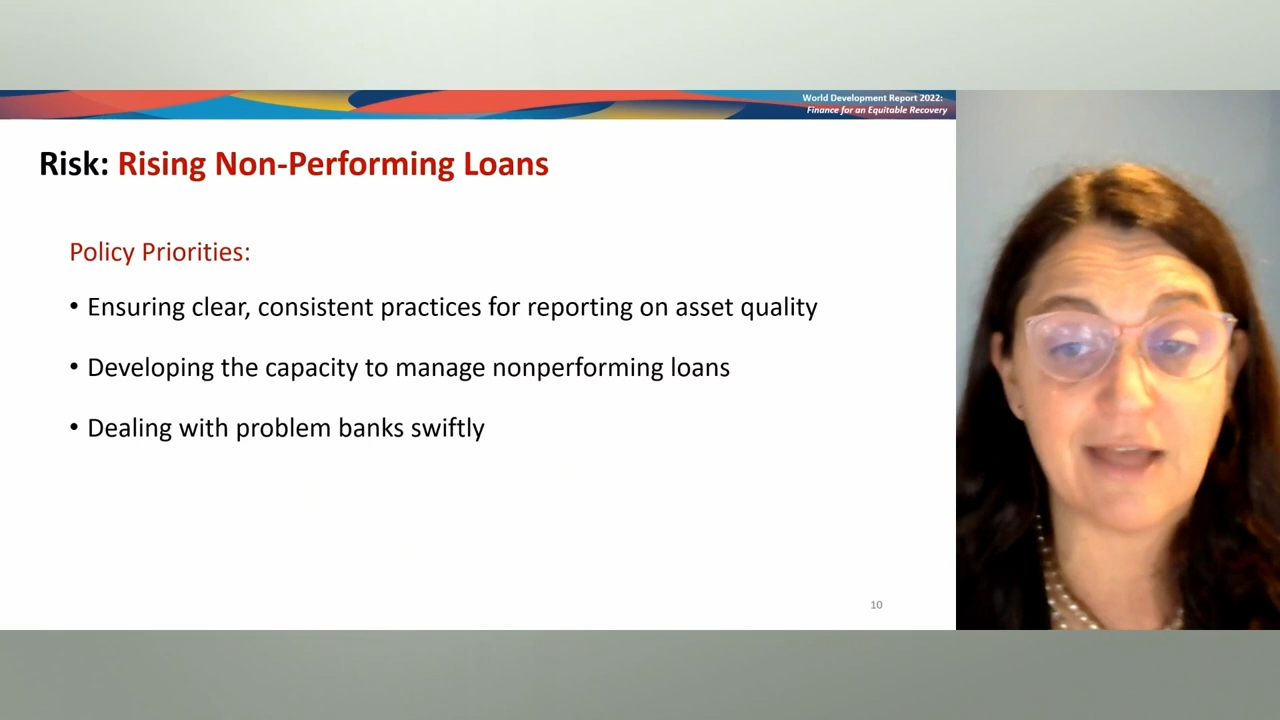 World Development Report 2022:
Finance for an Equitable Recovery
Risk: Rising Non-Performing Loans
Policy Priorities:
• Ensuring clear, consistent practices for reporting on asset quality
• Developing the capacity to manage nonperforming loans
• Dealing with problem banks swiftly
10